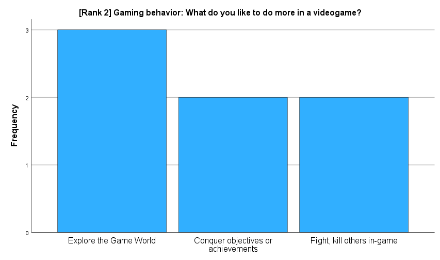 [Rank 2] Gaming behavior: What do you like to do more in a videogame?
Frequency
3
2
1
0
Explore the Game World
Conquer objectives or
achievements
Fight, kill others in-game